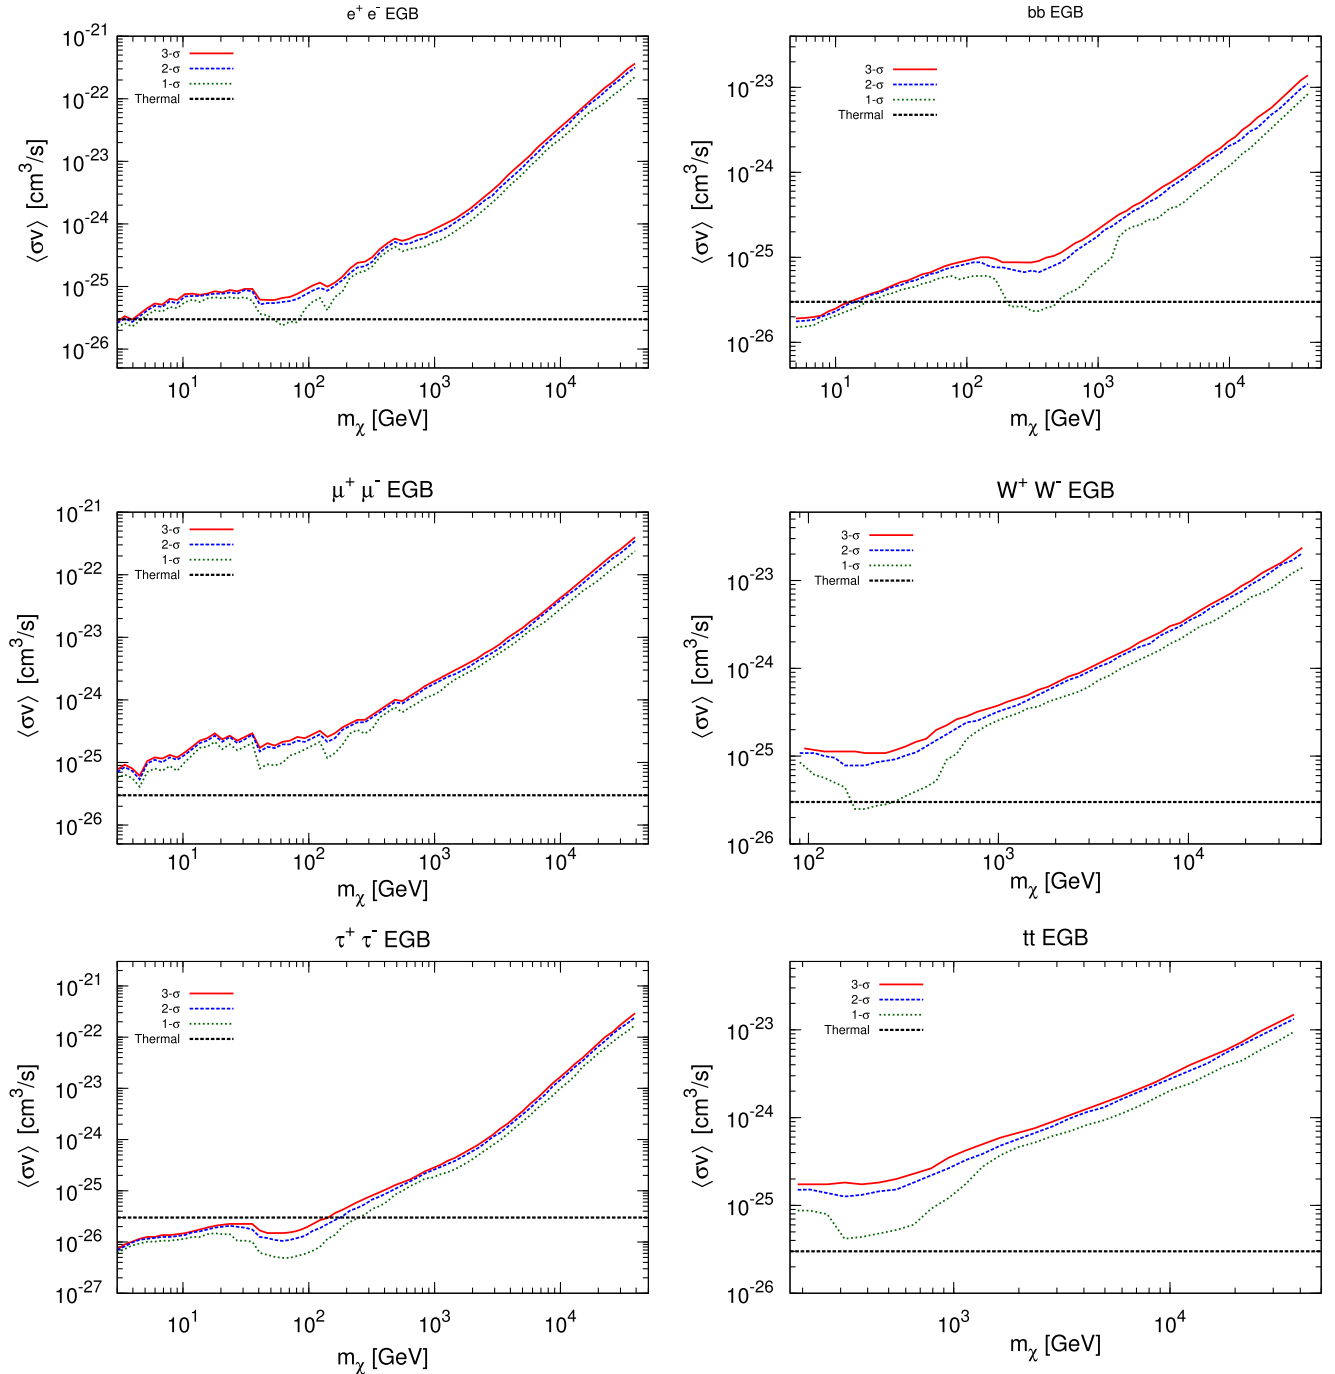 e⁺ e⁻ EGB
10⁻²¹
10⁻²²
10⁻²³
10⁻²⁴
10⁻²⁵
10⁻²⁶
⟨σv⟩ [cm³/s]
3-σ
2-σ
1-σ
Thermal
10¹ 10² 10³ 10⁴
mχ [GeV]
bb EGB
10⁻²³
10⁻²⁴
10⁻²⁵
10⁻²⁶
⟨σv⟩ [cm³/s]
3-σ
2-σ
1-σ
Thermal
10¹ 10² 10³ 10⁴
mχ [GeV]
μ⁺ μ⁻ EGB
10⁻²¹
10⁻²²
10⁻²³
10⁻²⁴
10⁻²⁵
10⁻²⁶
⟨σv⟩ [cm³/s]
3-σ
2-σ
1-σ
Thermal
10¹ 10² 10³ 10⁴
mχ [GeV]
W⁺ W⁻ EGB
10⁻²³
10⁻²⁴
10⁻²⁵
10⁻²⁶
⟨σv⟩ [cm³/s]
3-σ
2-σ
1-σ
Thermal
10² 10³ 10⁴
mχ [GeV]
τ⁺ τ⁻ EGB
10⁻²¹
10⁻²²
10⁻²³
10⁻²⁴
10⁻²⁵
10⁻²⁶
10⁻²⁷
⟨σv⟩ [cm³/s]
3-σ
2-σ
1-σ
Thermal
10¹ 10² 10³ 10⁴
mχ [GeV]
tt EGB
10⁻²³
10⁻²⁴
10⁻²⁵
10⁻²⁶
⟨σv⟩ [cm³/s]
3-σ
2-σ
1-σ
Thermal
10³ 10⁴
mχ [GeV]